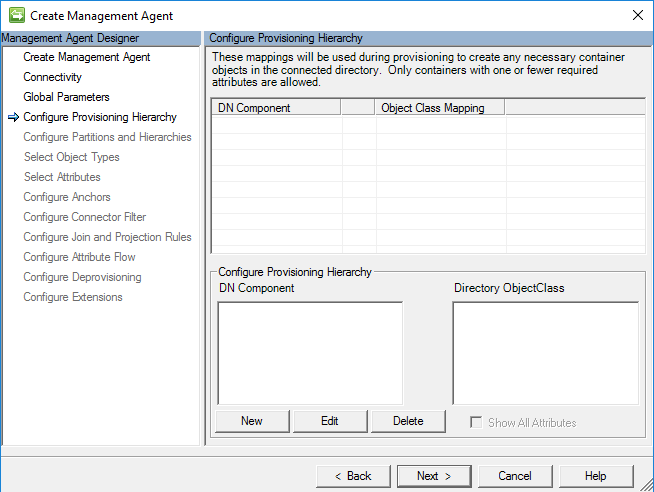 Create Management Agent
Management Agent Designer
Create Management Agent
Connectivity
Global Parameters
Configure Provisioning Hierarchy
Configure Partitions and Hierarchies
Select Object Types
Select Attributes
Configure Anchors
Configure Connector Filter
Configure Join and Projection Rules
Configure Attribute Flow
Configure Deprovisioning
Configure Extensions
Configure Provisioning Hierarchy
These mappings will be used during provisioning to create any necessary container
objects in the connected directory. Only containers with one or fewer required
attributes are allowed.
DN Component Object Class Mapping
Configure Provisioning Hierarchy
DN Component Directory ObjectClass
New Edit Delete Show All Attributes
< Back Next > Cancel Help